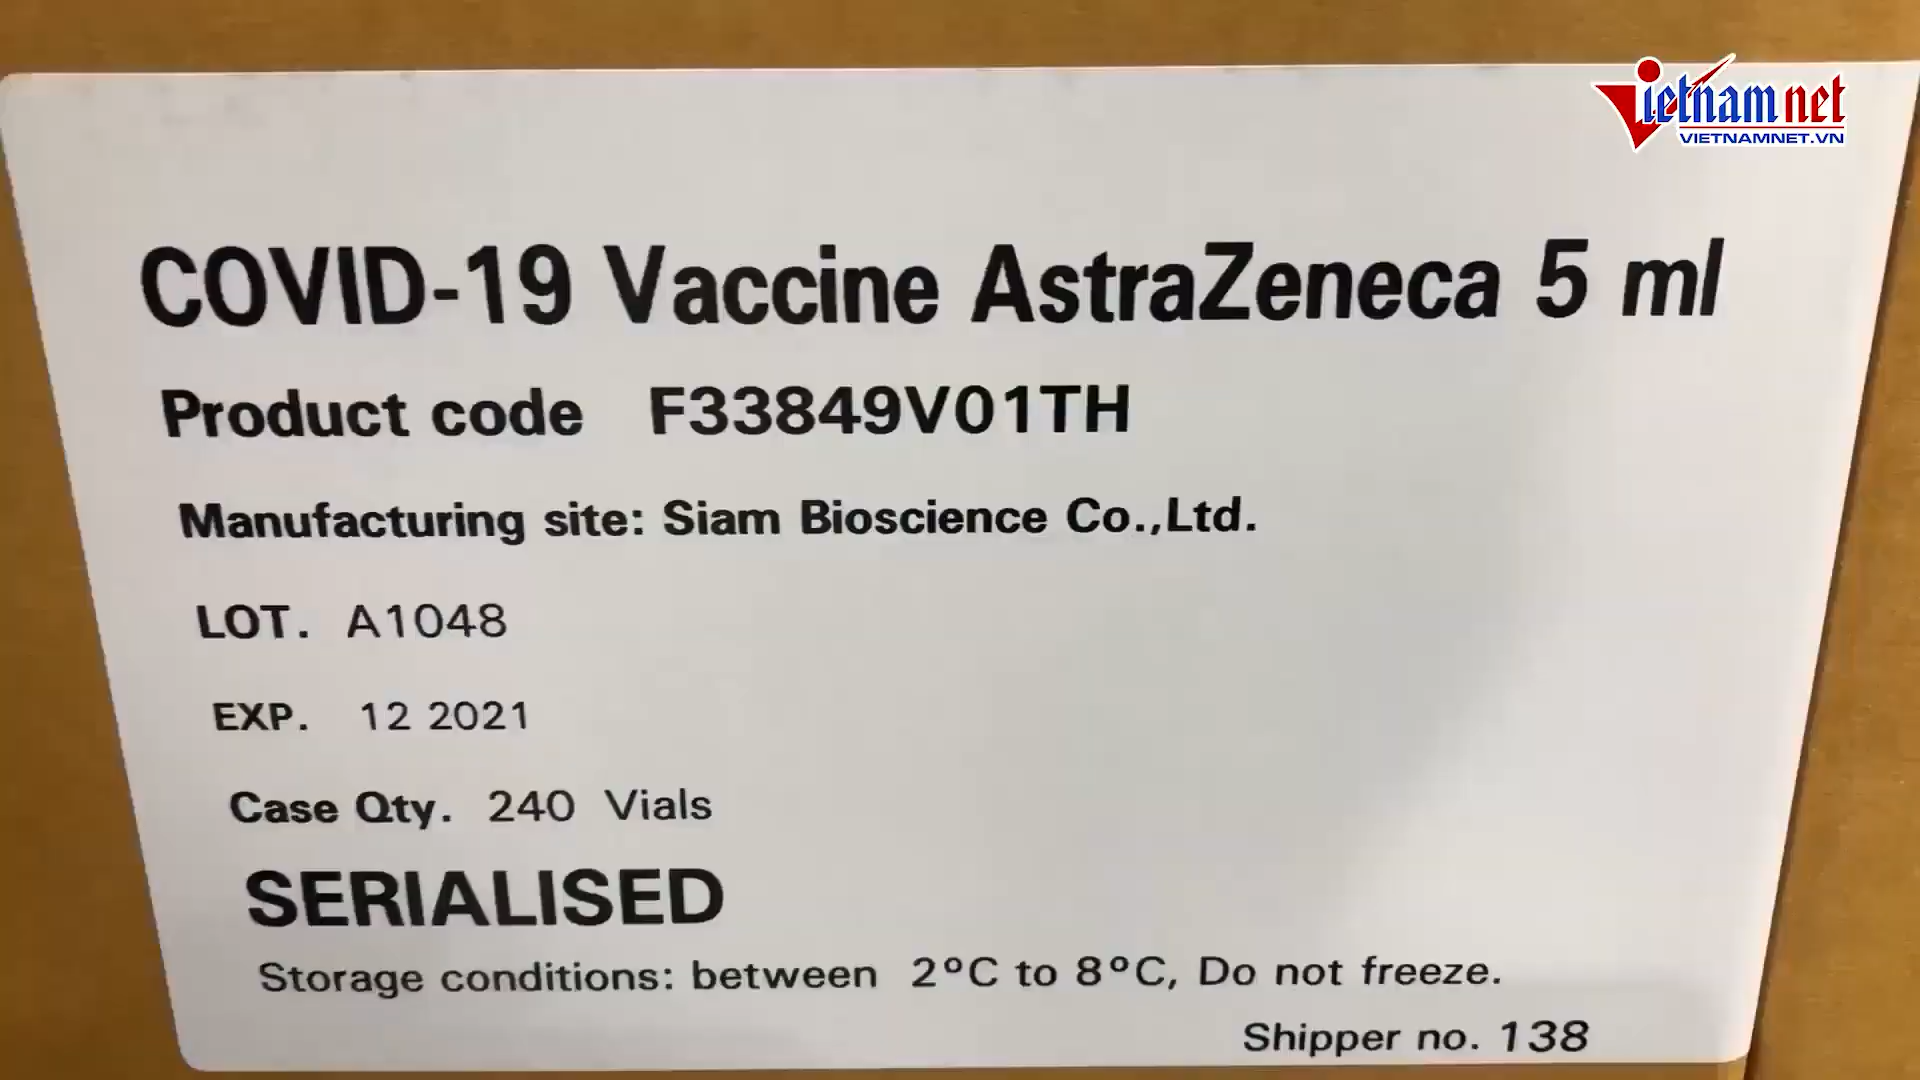 Vietnamnet
VIETNAMNET.VN
COVID-19 Vaccine AstraZeneca 5 ml
Product code F33849V01TH
Manufacturing site: Siam Bioscience Co.,Ltd.
LOT. A1048
EXP. 12 2021
Case Qty. 240 Vials
SERIALISED
Storage conditions: between 2°C to 8°C, Do not freeze.
Shipper no. 138